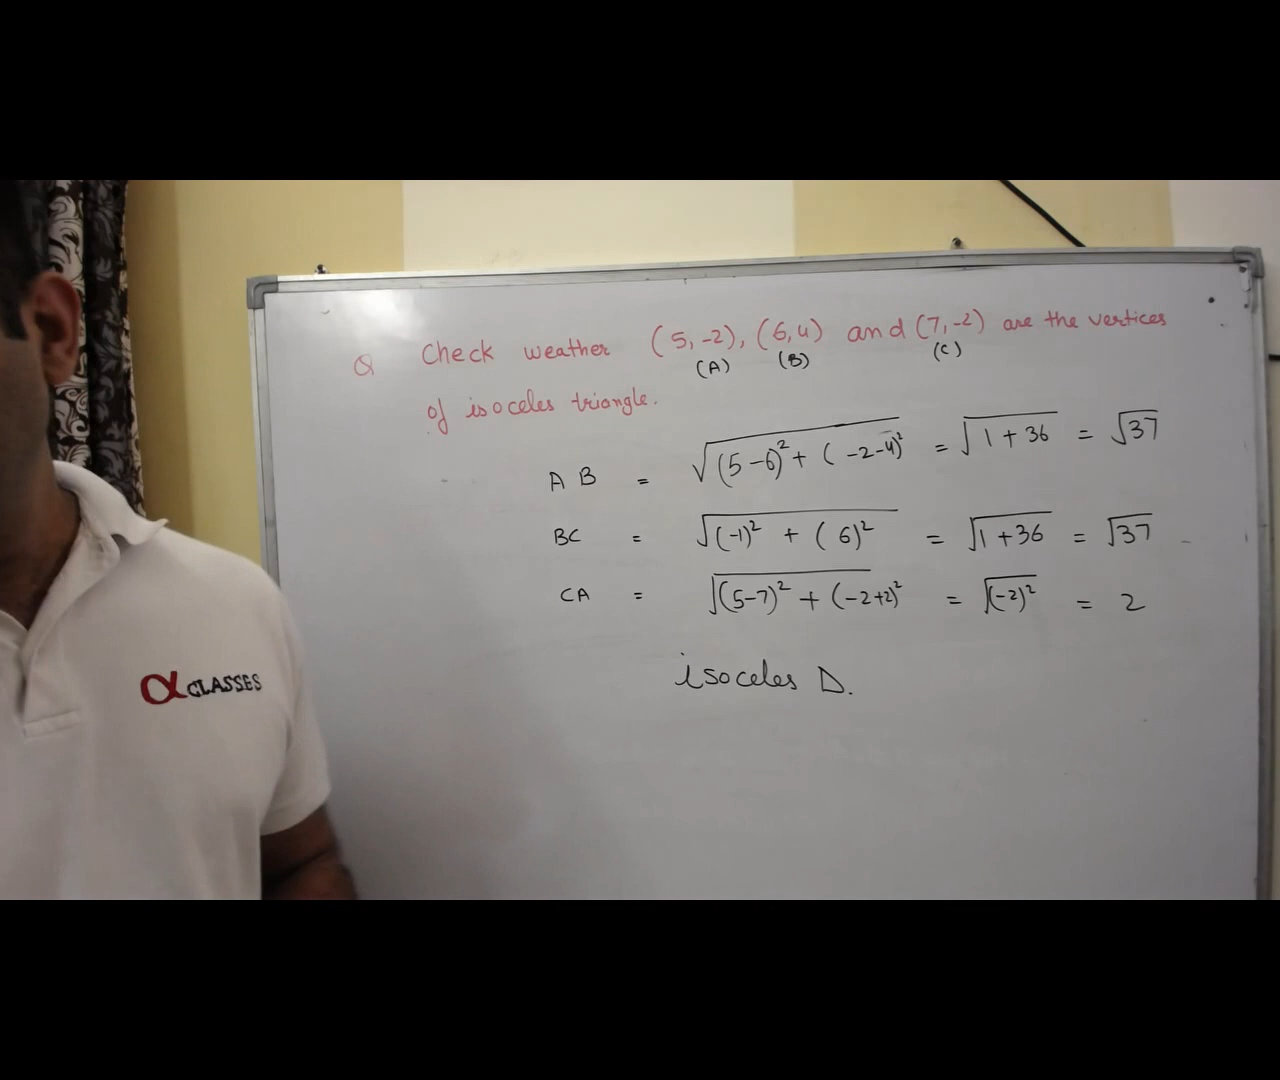 Q Check weather (5,-2), (6,4) and (7,-2) are the vertices
(A) (B) (C)
of isoceles triangle.
AB = √(5-6)² + (-2-4)² = √1+36 = √37
BC = √(-1)² + (6)² = √1+36 = √37
CA = √(5-7)² + (-2+2)² = √(-2)² = 2
isoceles Δ.
α CLASSES